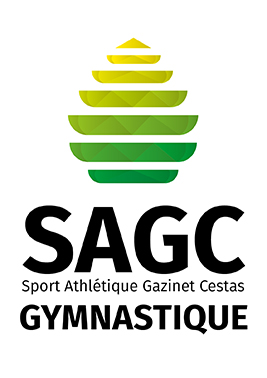 SAGC
Sport Athlétique Gazinet Cestas
GYMNASTIQUE